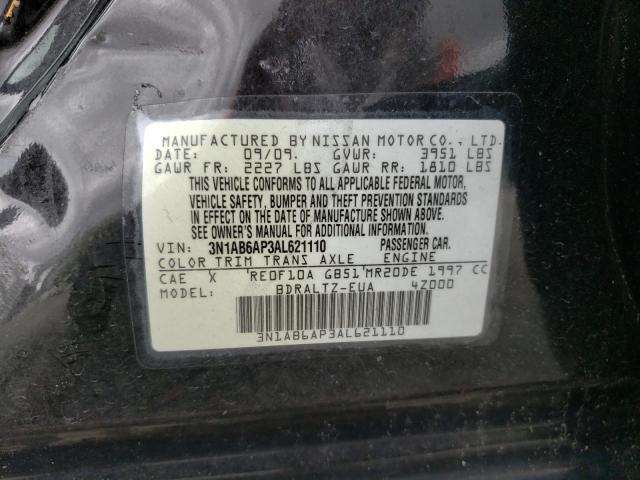 MANUFACTURED BY NISSAN MOTOR CO., LTD.
DATE: 09/09. GVWR: 3951 LBS
GAWR FR: 2227 LBS GAWR RR: 1810 LBS
THIS VEHICLE CONFORMS TO ALL APPLICABLE FEDERAL MOTOR,
VEHICLE SAFETY, BUMPER AND THEFT PREVENTION STANDARDS
IN EFFECT ON THE DATE OF MANUFACTURE SHOWN ABOVE.
SEE OWNER'S MANUAL FOR ADDITIONAL INFORMATION.
VIN: 3N1AB6AP3AL621110 PASSENGER CAR.
COLOR TRIM TRANS AXLE ENGINE
CAE X RE0F10A GB51 MR20DE 1997 CC
MODEL: BDRALTZ-EUA 4Z000
3N1AB6AP3AL621110